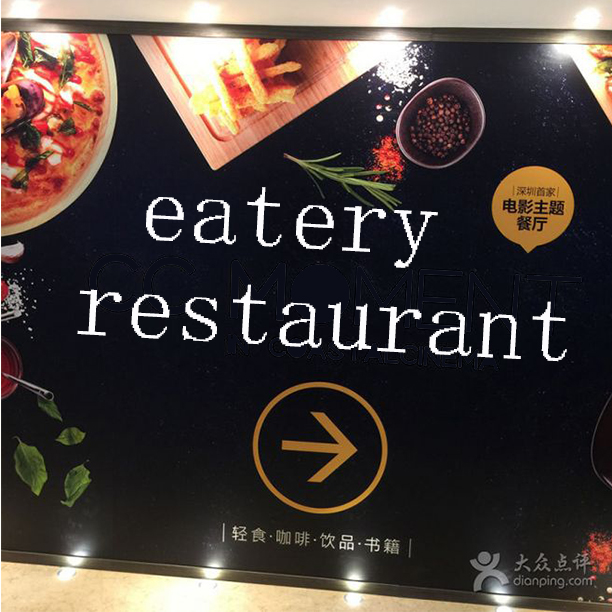 深圳首家
电影主题
餐厅
eatery
restaurant
轻食·咖啡·饮品·书籍
大众点评
dianping.com